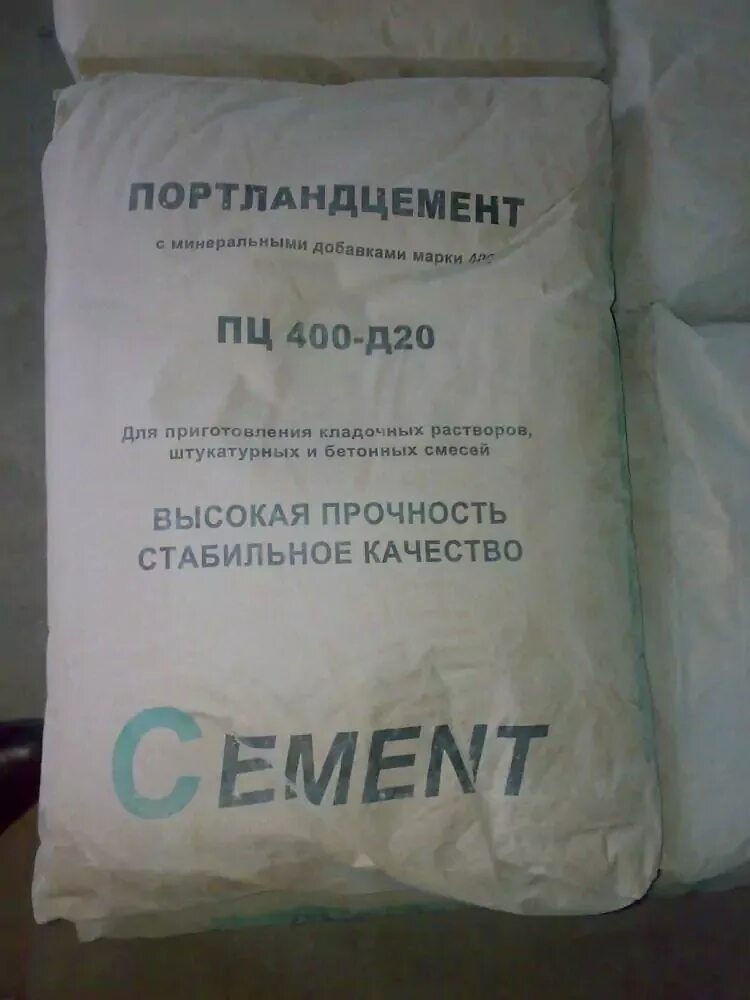 ПОРТЛАНДЦЕМЕНТ
с минеральными добавками марки
ПЦ 400-Д20
Для приготовления кладочных растворов,
штукатурных и бетонных смесей
ВЫСОКАЯ ПРОЧНОСТЬ
СТАБИЛЬНОЕ КАЧЕСТВО
CEMENT